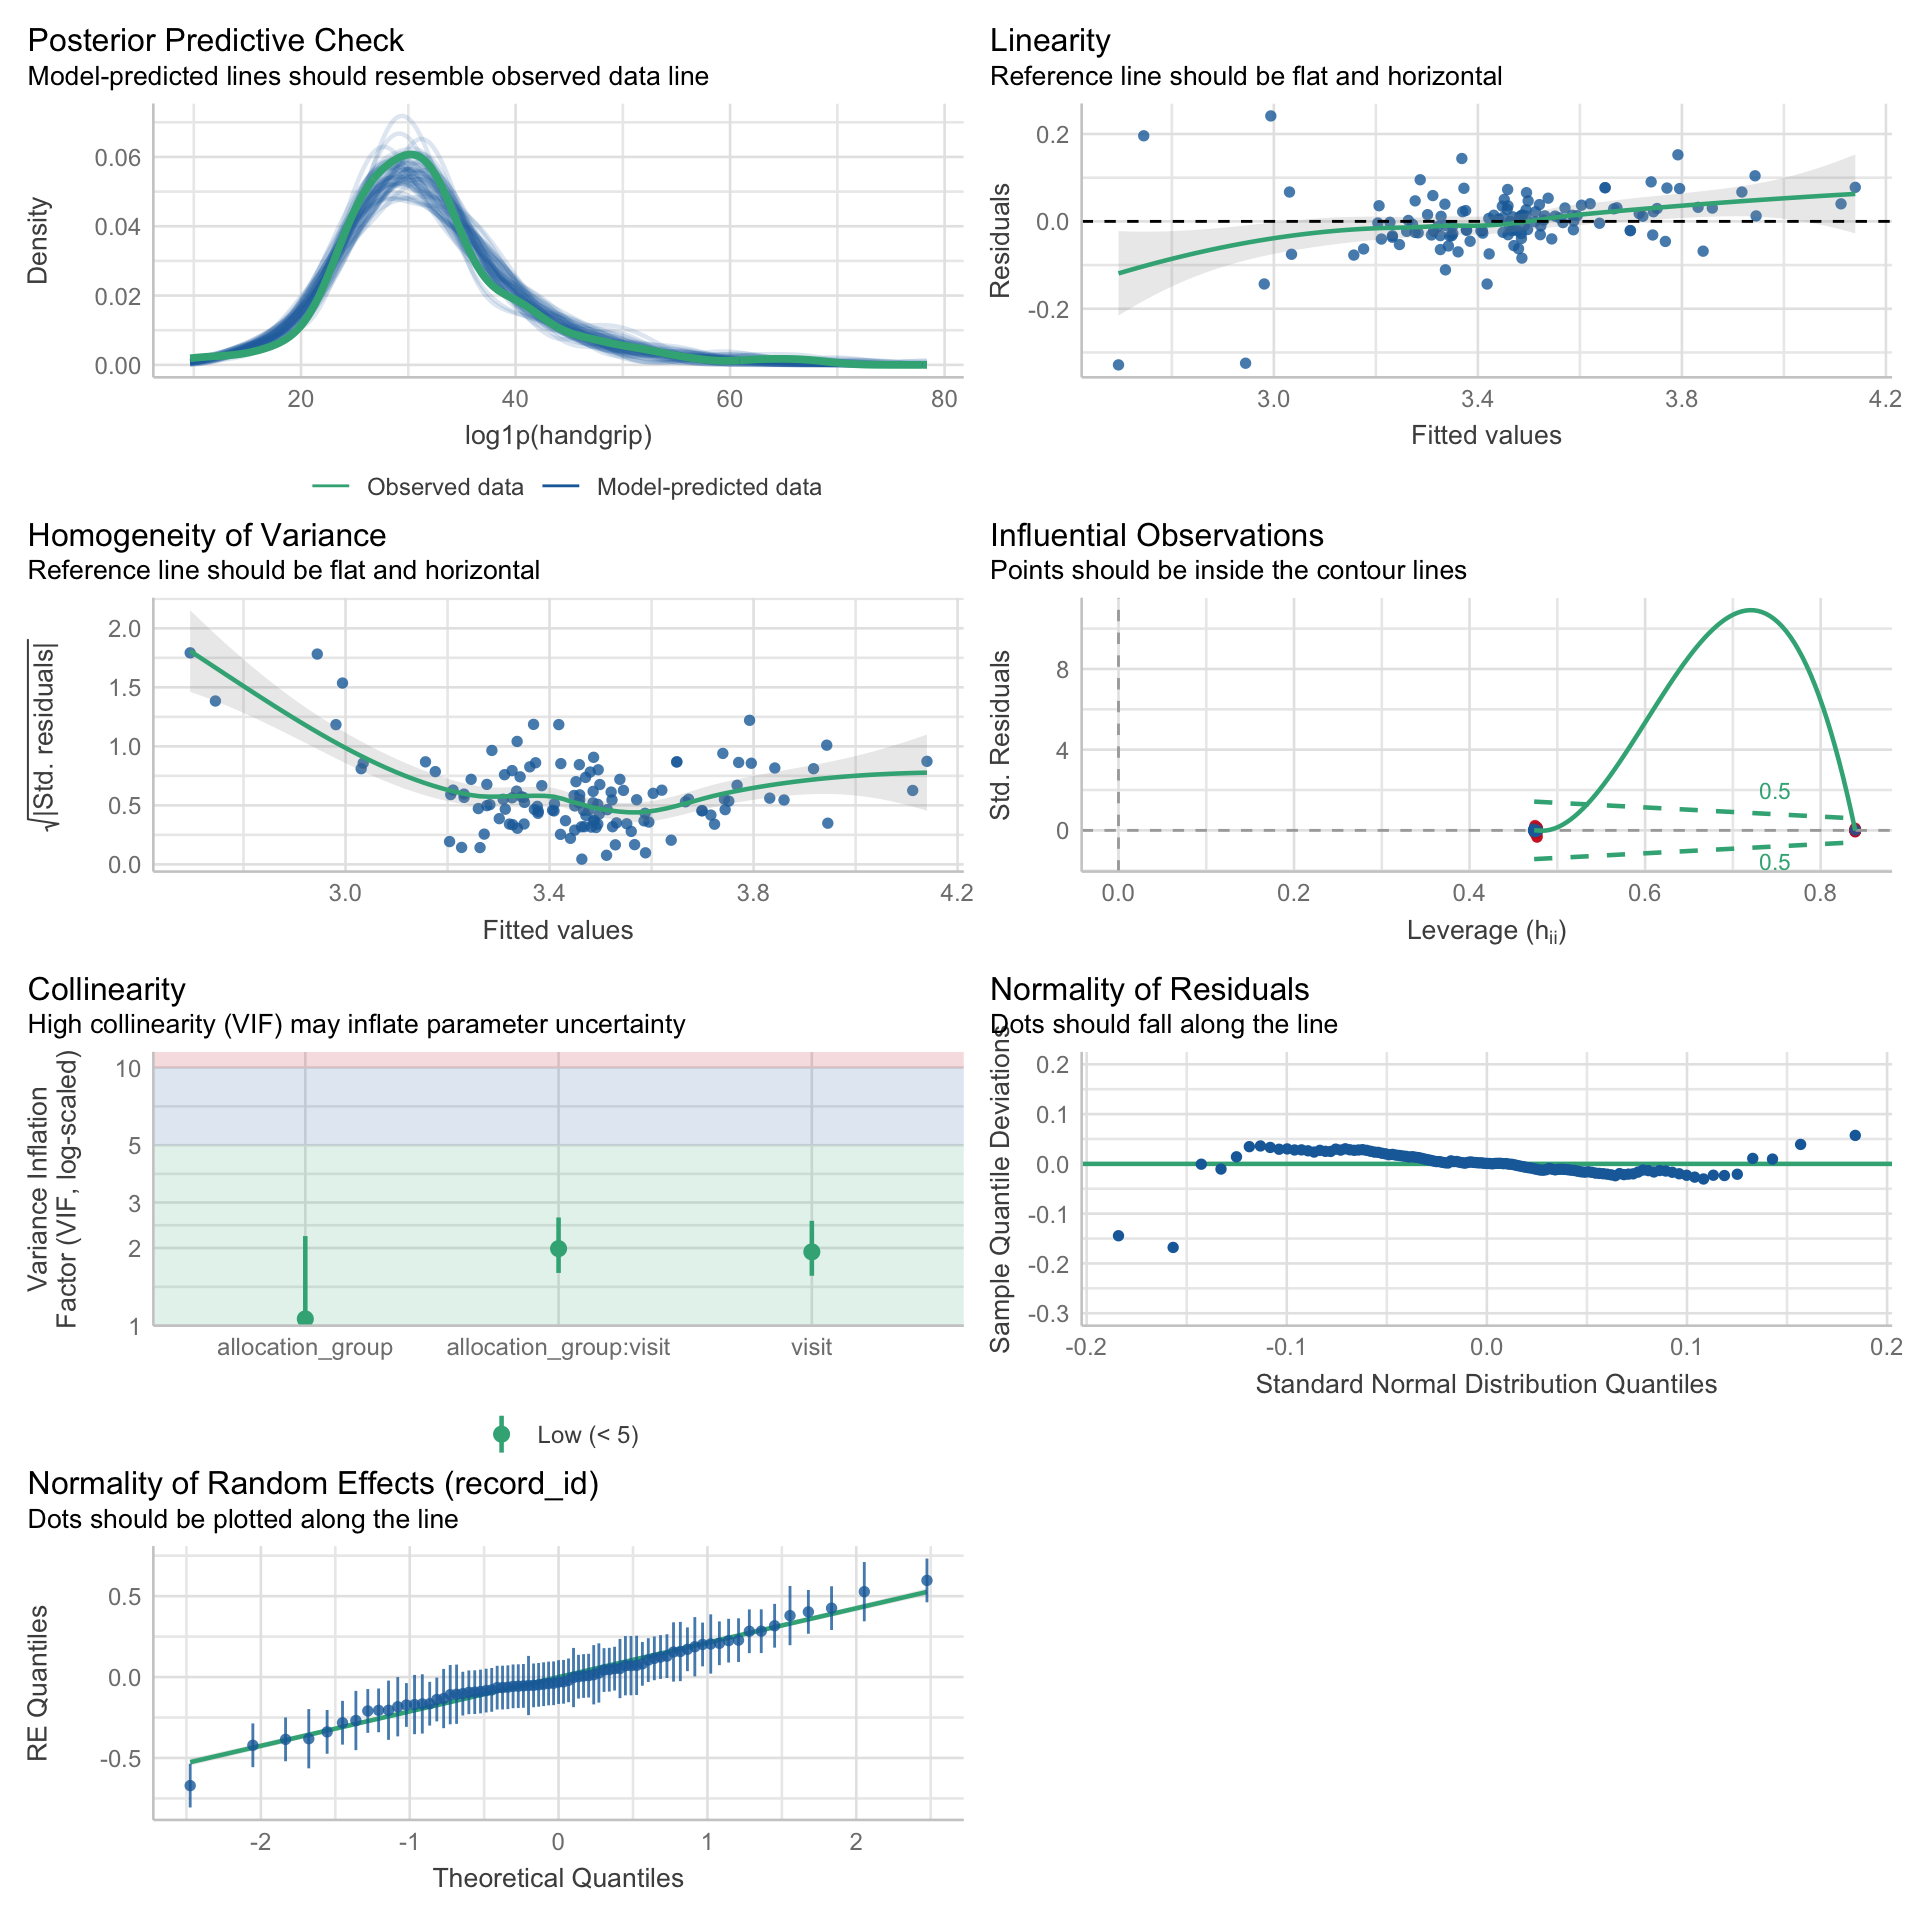 Posterior Predictive Check
Model-predicted lines should resemble observed data line
Density
0.06
0.04
0.02
0.00
20
40
60
80
log1p(handgrip)
Observed data
Model-predicted data
Linearity
Reference line should be flat and horizontal
Residuals
0.2
0.0
-0.2
3.0
3.4
3.8
4.2
Fitted values
Homogeneity of Variance
Reference line should be flat and horizontal
√|Std. residuals|
2.0
1.5
1.0
0.5
0.0
3.0
3.4
3.8
4.2
Fitted values
Influential Observations
Points should be inside the contour lines
Std. Residuals
8
4
0
0.5
0.5
0.0
0.2
0.4
0.6
0.8
Leverage (hii)
Collinearity
High collinearity (VIF) may inflate parameter uncertainty
Variance Inflation
Factor (VIF, log-scaled)
10
5
3
2
1
allocation_group
allocation_group:visit
visit
Low (< 5)
Normality of Residuals
Dots should fall along the line
Sample Quantile Deviations
0.2
0.1
0.0
-0.1
-0.2
-0.3
-0.2
-0.1
0.0
0.1
0.2
Standard Normal Distribution Quantiles
Normality of Random Effects (record_id)
Dots should be plotted along the line
RE Quantiles
0.5
0.0
-0.5
-2
-1
0
1
2
Theoretical Quantiles